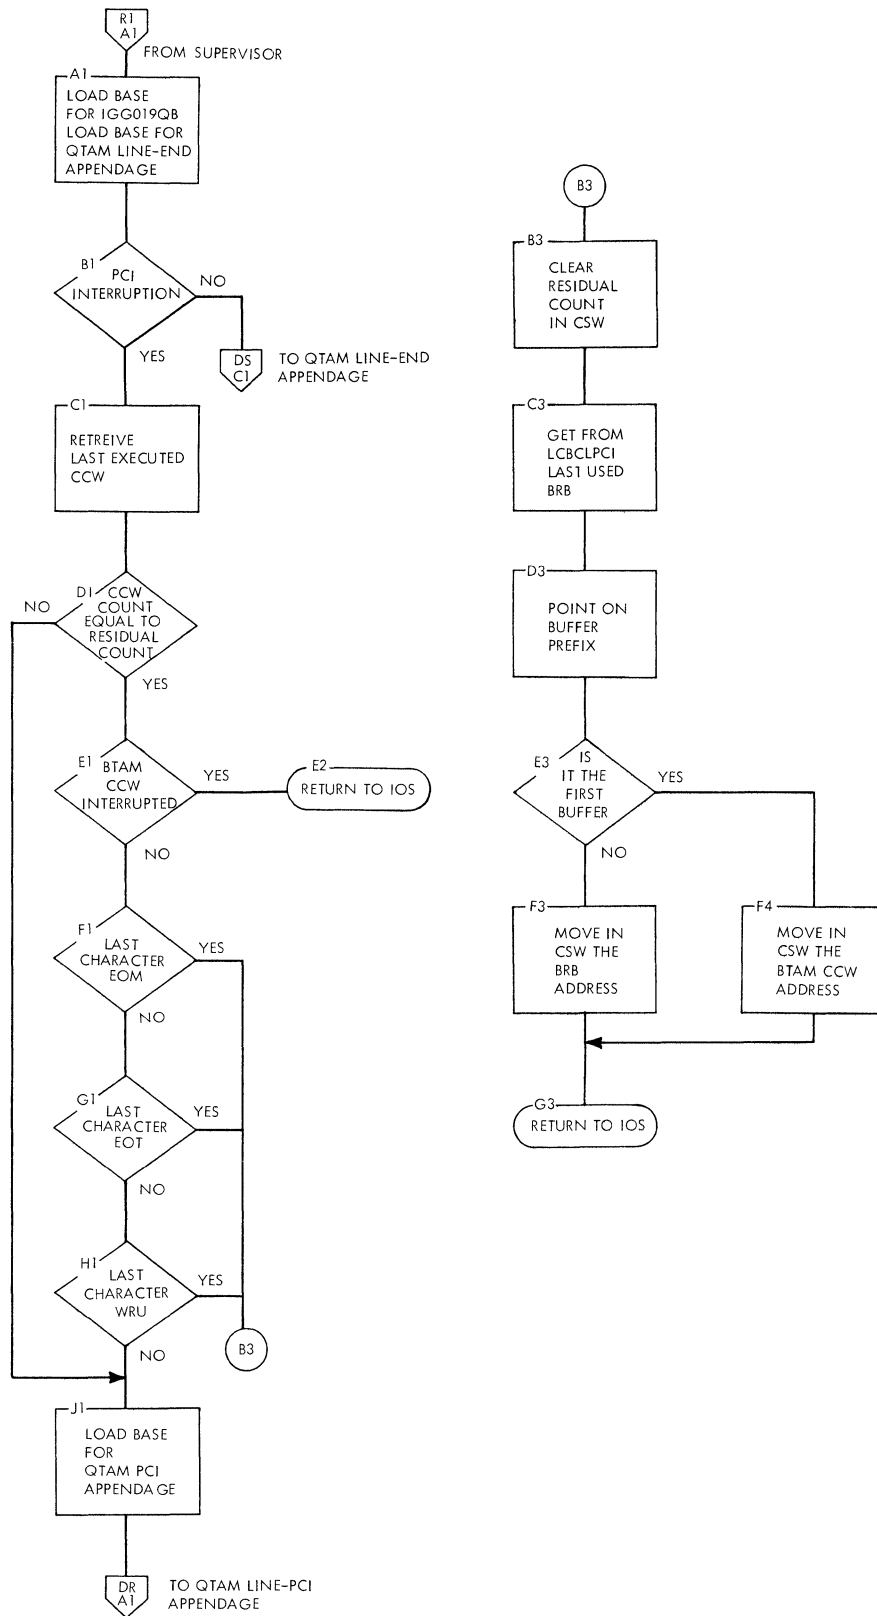 R1
A1
FROM SUPERVISOR
A1
LOAD BASE
FOR IGG019QB
LOAD BASE FOR
QTAM LINE-END
APPENDAGE
B1
PCI
INTERRUPTION
NO
YES
DS
C1
TO QTAM LINE-END
APPENDAGE
C1
RETREIVE
LAST EXECUTED
CCW
D1 CCW
COUNT
EQUAL TO
RESIDUAL
COUNT
NO
YES
E1
BTAM
CCW
INTERRUPTED
YES
NO
E2
RETURN TO IOS
F1
LAST
CHARACTER
EOM
YES
NO
G1
LAST
CHARACTER
EOT
YES
NO
H1
LAST
CHARACTER
WRU
YES
NO
B3
J1
LOAD BASE
FOR
QTAM PCI
APPENDAGE
DR
A1
TO QTAM LINE-PCI
APPENDAGE
B3
B3
CLEAR
RESIDUAL
COUNT
IN CSW
C3
GET FROM
LCBCLPCI
LAST USED
BRB
D3
POINT ON
BUFFER
PREFIX
E3
IS
IT THE
FIRST
BUFFER
YES
NO
F3
MOVE IN
CSW THE
BRB
ADDRESS
F4
MOVE IN
CSW THE
BTAM CCW
ADDRESS
G3
RETURN TO IOS